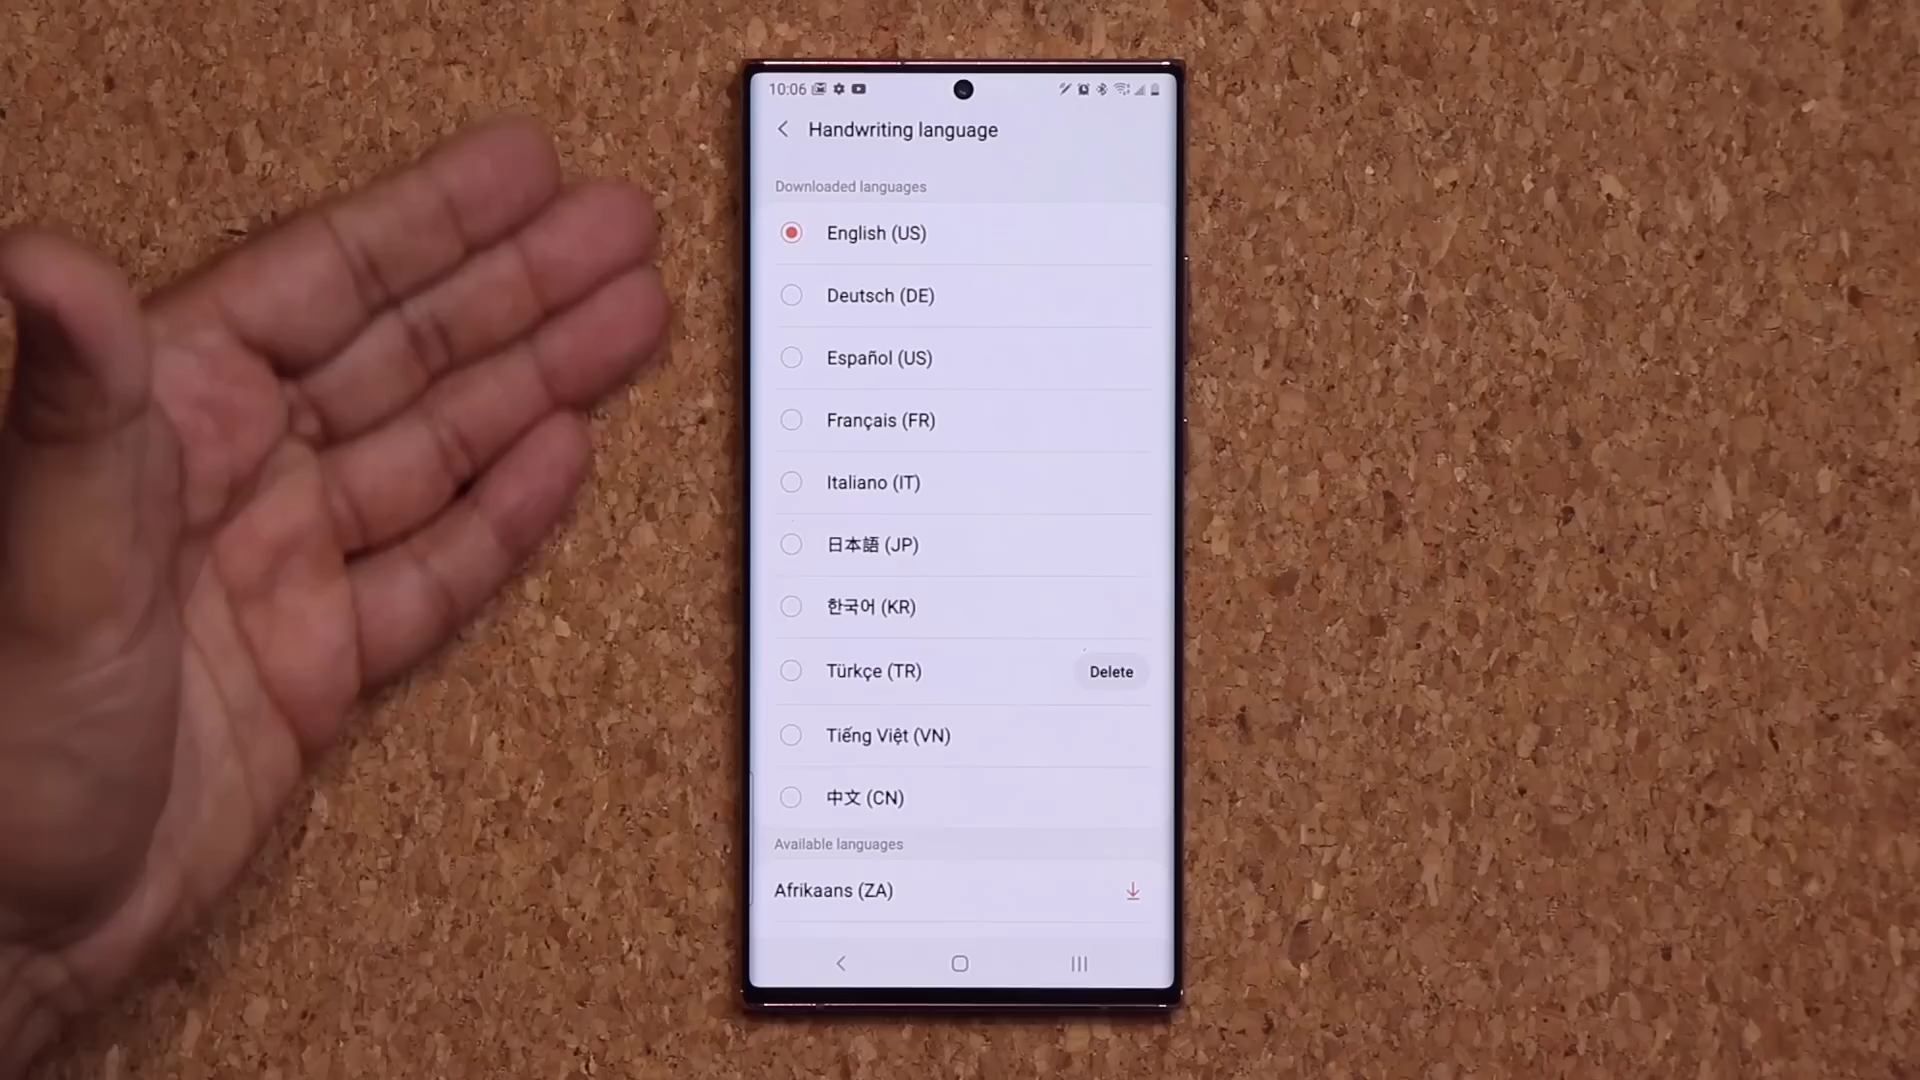 10:06
Handwriting language
Downloaded languages
English (US)
Deutsch (DE)
Español (US)
Français (FR)
Italiano (IT)
日本語 (JP)
한국어 (KR)
Türkçe (TR) Delete
Tiếng Việt (VN)
中文 (CN)
Available languages
Afrikaans (ZA)